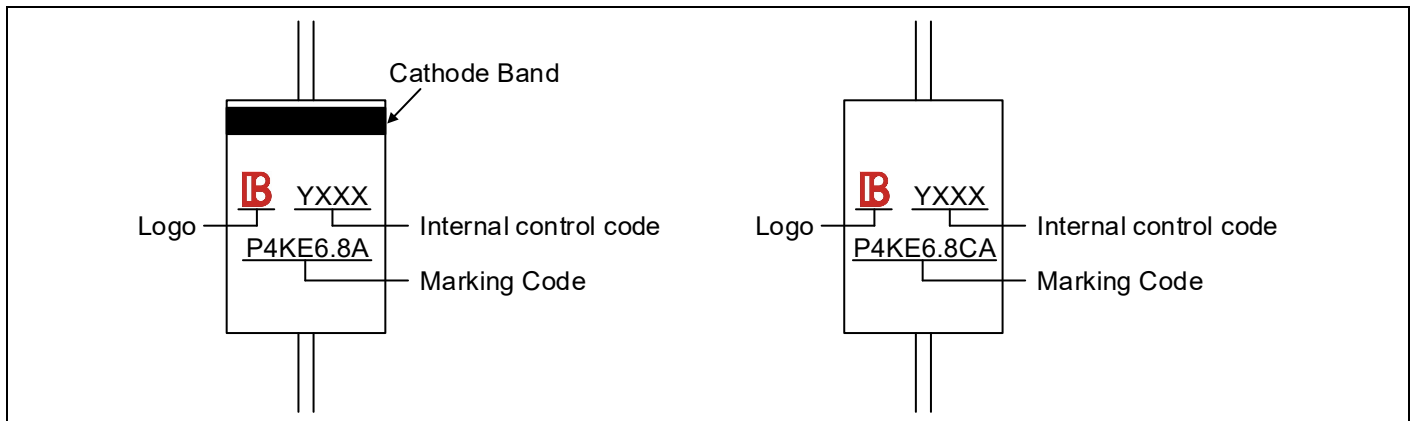 Cathode Band
B YXXX
Logo
Internal control code
P4KE6.8A
Marking Code
B YXXX
Logo
Internal control code
P4KE6.8CA
Marking Code